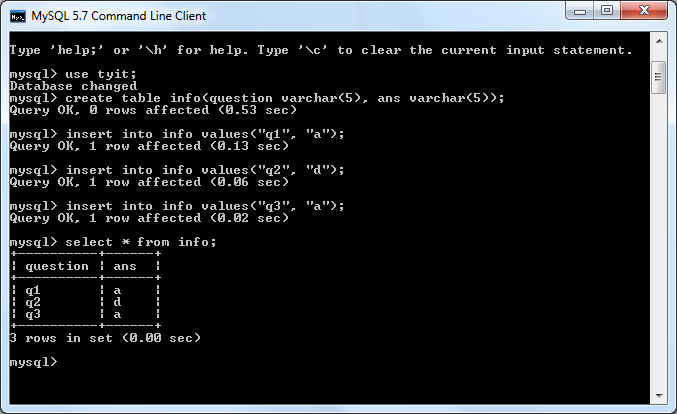 MySQL 5.7 Command Line Client
Type 'help;' or '\h' for help. Type '\c' to clear the current input statement.
mysql> use tyit;
Database changed
mysql> create table info(question varchar(5), ans varchar(5));
Query OK, 0 rows affected (0.53 sec)
mysql> insert into info values("q1", "a");
Query OK, 1 row affected (0.13 sec)
mysql> insert into info values("q2", "d");
Query OK, 1 row affected (0.06 sec)
mysql> insert into info values("q3", "a");
Query OK, 1 row affected (0.02 sec)
mysql> select * from info;
+----------+------+
| question | ans  |
+----------+------+
| q1       | a    |
| q2       | d    |
| q3       | a    |
+----------+------+
3 rows in set (0.00 sec)
mysql>